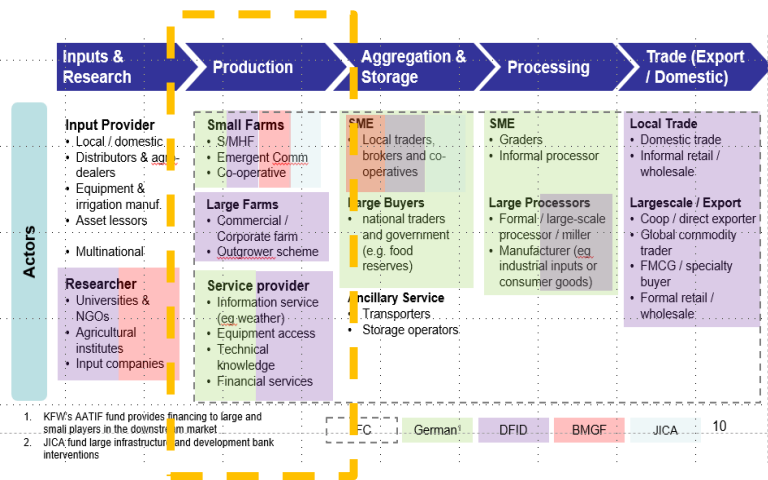 Inputs & Research
Production
Aggregation & Storage
Processing
Trade (Export / Domestic)
Actors
Input Provider
• Local / domestic
• Distributors & agro-
dealers
• Equipment &
irrigation manuf.
• Asset lessors
• Multinational
Researcher
• Universities &
NGOs
• Agricultural
institutes
• Input companies
Small Farms
• S/MHF
• Emergent Comm
• Co-operative
Large Farms
• Commercial /
Corporate farm
• Outgrower scheme
Service provider
• Information service
(eg weather)
• Equipment access
• Technical
knowledge
• Financial services
SME
• Local traders,
brokers and co-
operatives
Large Buyers
• national traders
and government
(e.g. food
reserves)
Ancillary Service
• Transporters
• Storage operators
SME
• Graders
• Informal processor
Large Processors
• Formal / large-scale
processor / miller
• Manufacturer (eg
industrial inputs or
consumer goods)
Local Trade
• Domestic trade
• Informal retail /
wholesale
Largescale / Export
• Coop / direct exporter
• Global commodity
trader
• FMCG / specialty
buyer
• Formal retail /
wholesale
1. KFW's AATIF fund provides financing to large and
small players in the downstream market
2. JICA fund large infrastructure and development bank
interventions
German¹
DFID
BMGF
JICA
10